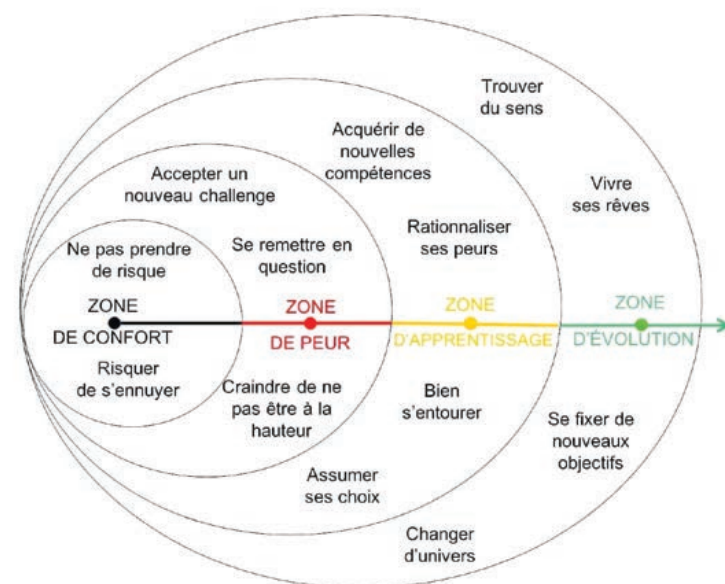 Trouver
du sens
Acquérir de
nouvelles
compétences
Accepter un
nouveau challenge
Vivre
ses rêves
Rationnaliser
ses peurs
Se remettre en
question
Ne pas prendre
de risque
ZONE
DE CONFORT
ZONE
DE PEUR
ZONE
D'APPRENTISSAGE
ZONE
D'ÉVOLUTION
Risquer
de s'ennuyer
Craindre de ne
pas être à la
hauteur
Bien
s'entourer
Se fixer de
nouveaux
objectifs
Assumer
ses choix
Changer
d'univers